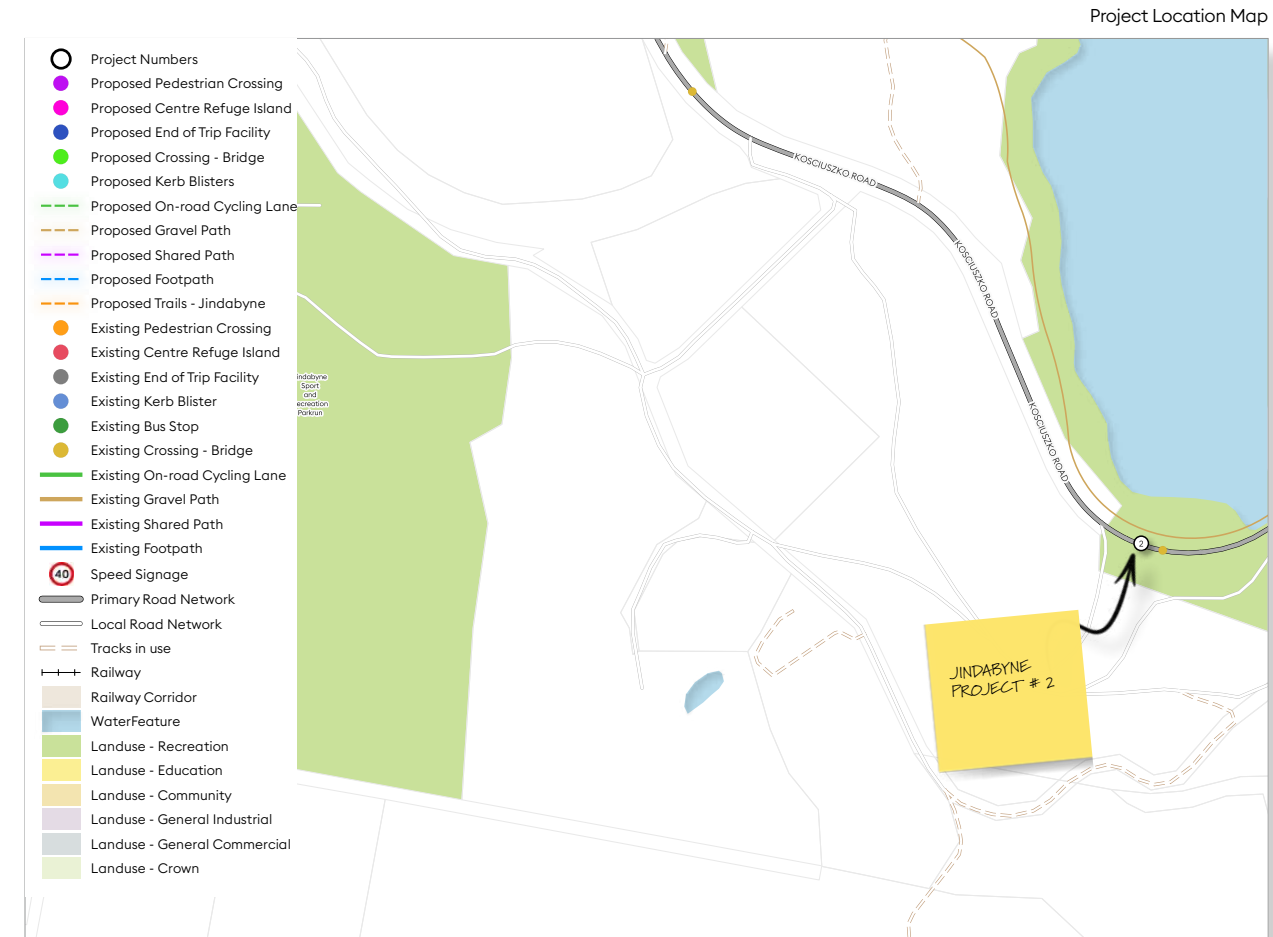 Project Location Map
Project Numbers
Proposed Pedestrian Crossing
Proposed Centre Refuge Island
Proposed End of Trip Facility
Proposed Crossing - Bridge
Proposed Kerb Blisters
Proposed On-road Cycling Lane
Proposed Gravel Path
Proposed Shared Path
Proposed Footpath
Proposed Trails - Jindabyne
Existing Pedestrian Crossing
Existing Centre Refuge Island
Existing End of Trip Facility
Existing Kerb Blister
Existing Bus Stop
Existing Crossing - Bridge
Existing On-road Cycling Lane
Existing Gravel Path
Existing Shared Path
Existing Footpath
40 Speed Signage
Primary Road Network
Local Road Network
Tracks in use
Railway
Railway Corridor
WaterFeature
Landuse - Recreation
Landuse - Education
Landuse - Community
Landuse - General Industrial
Landuse - General Commercial
Landuse - Crown
indabyne
Sport
and
ecreation
Parkrun
KOSCIUSZKO ROAD
KOSCIUSZKO ROAD
KOSCIUSZKO ROAD
2
JINDABYNE
PROJECT # 2